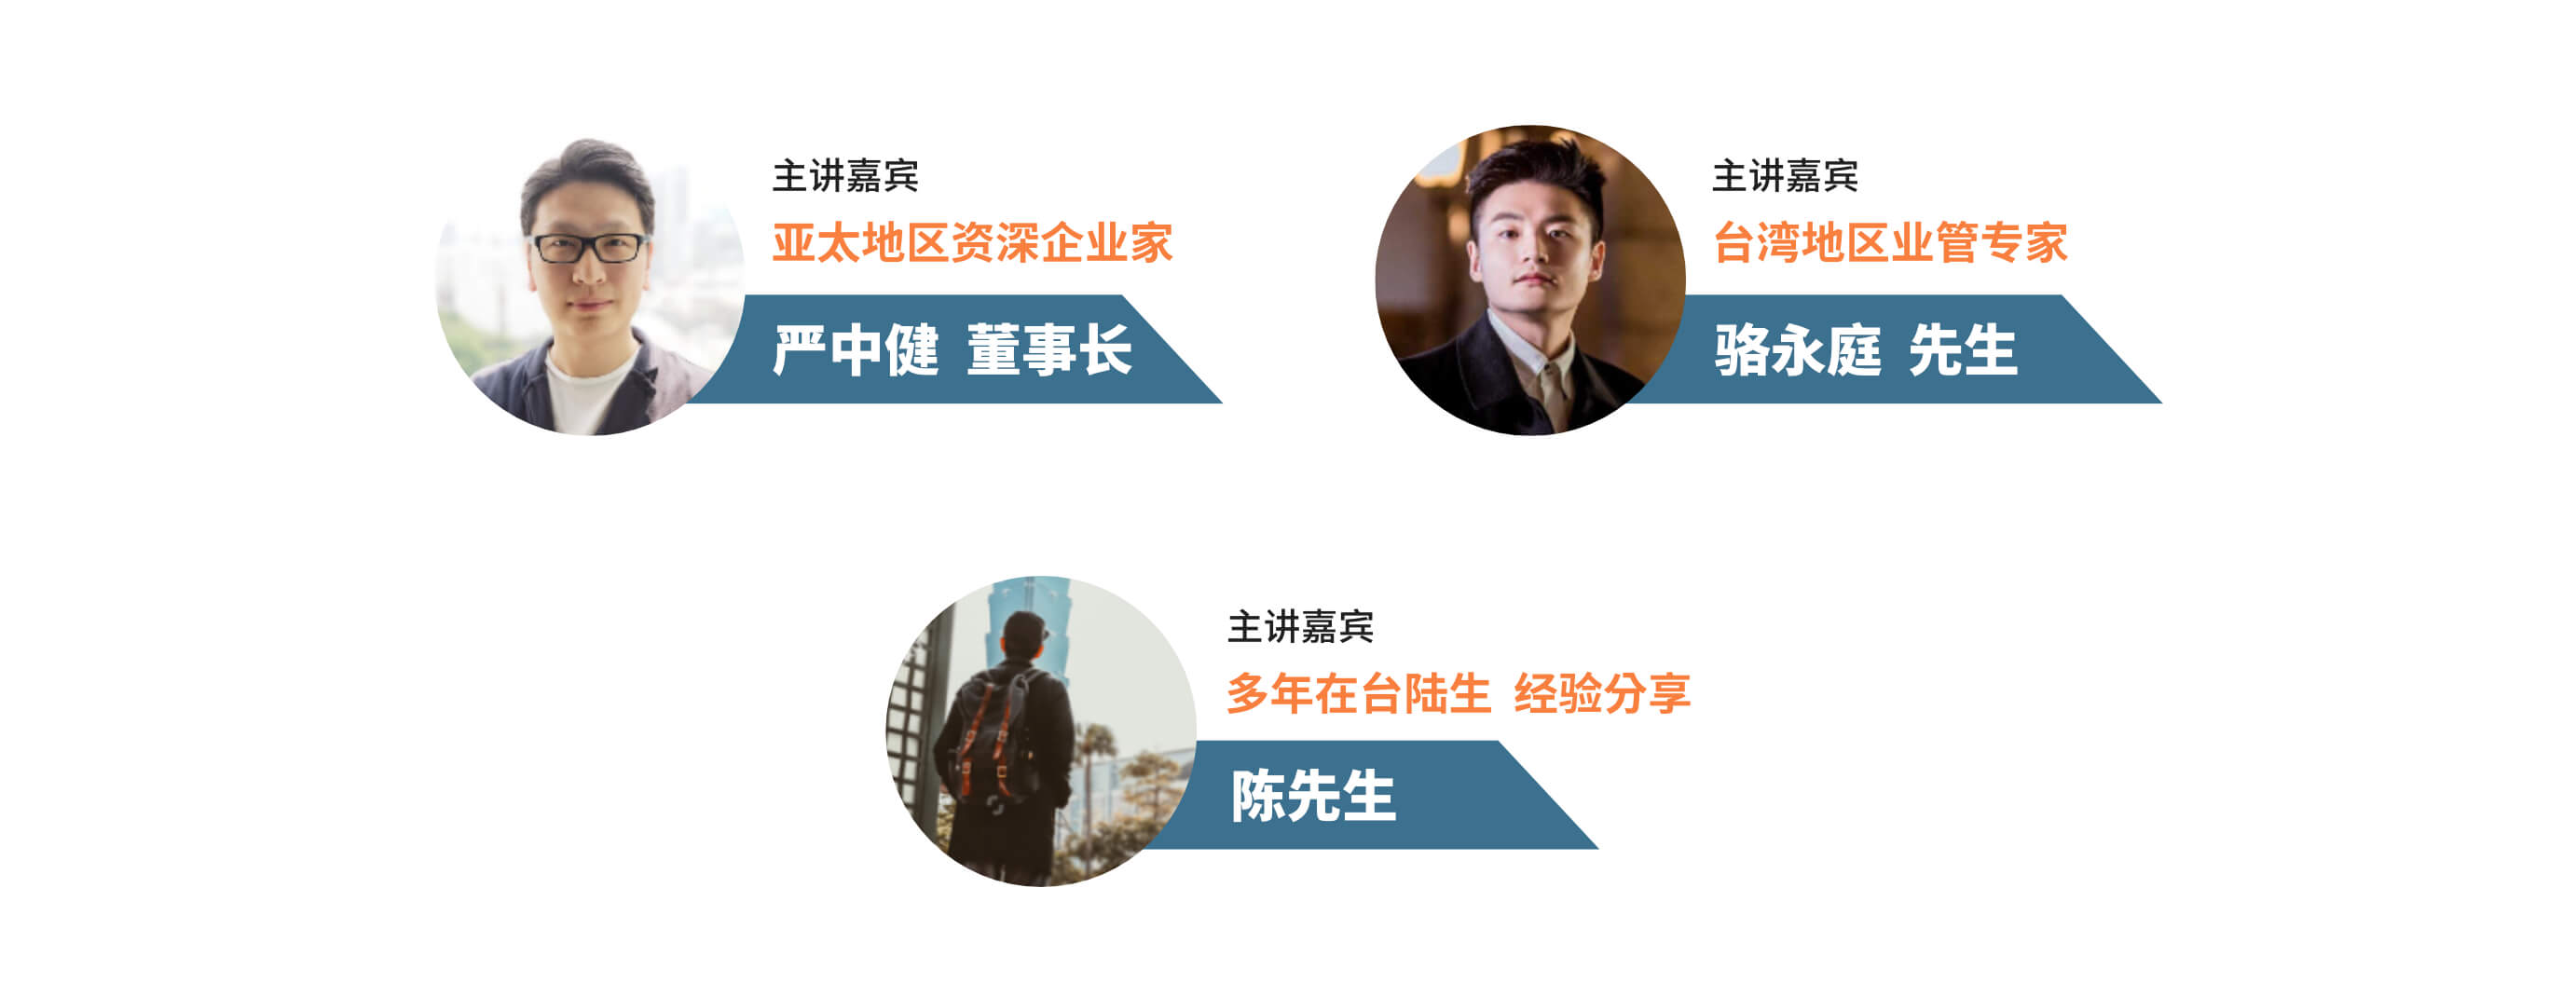 主讲嘉宾
亚太地区资深企业家
严中健 董事长
主讲嘉宾
台湾地区业管专家
骆永庭 先生
主讲嘉宾
多年在台陆生 经验分享
陈先生